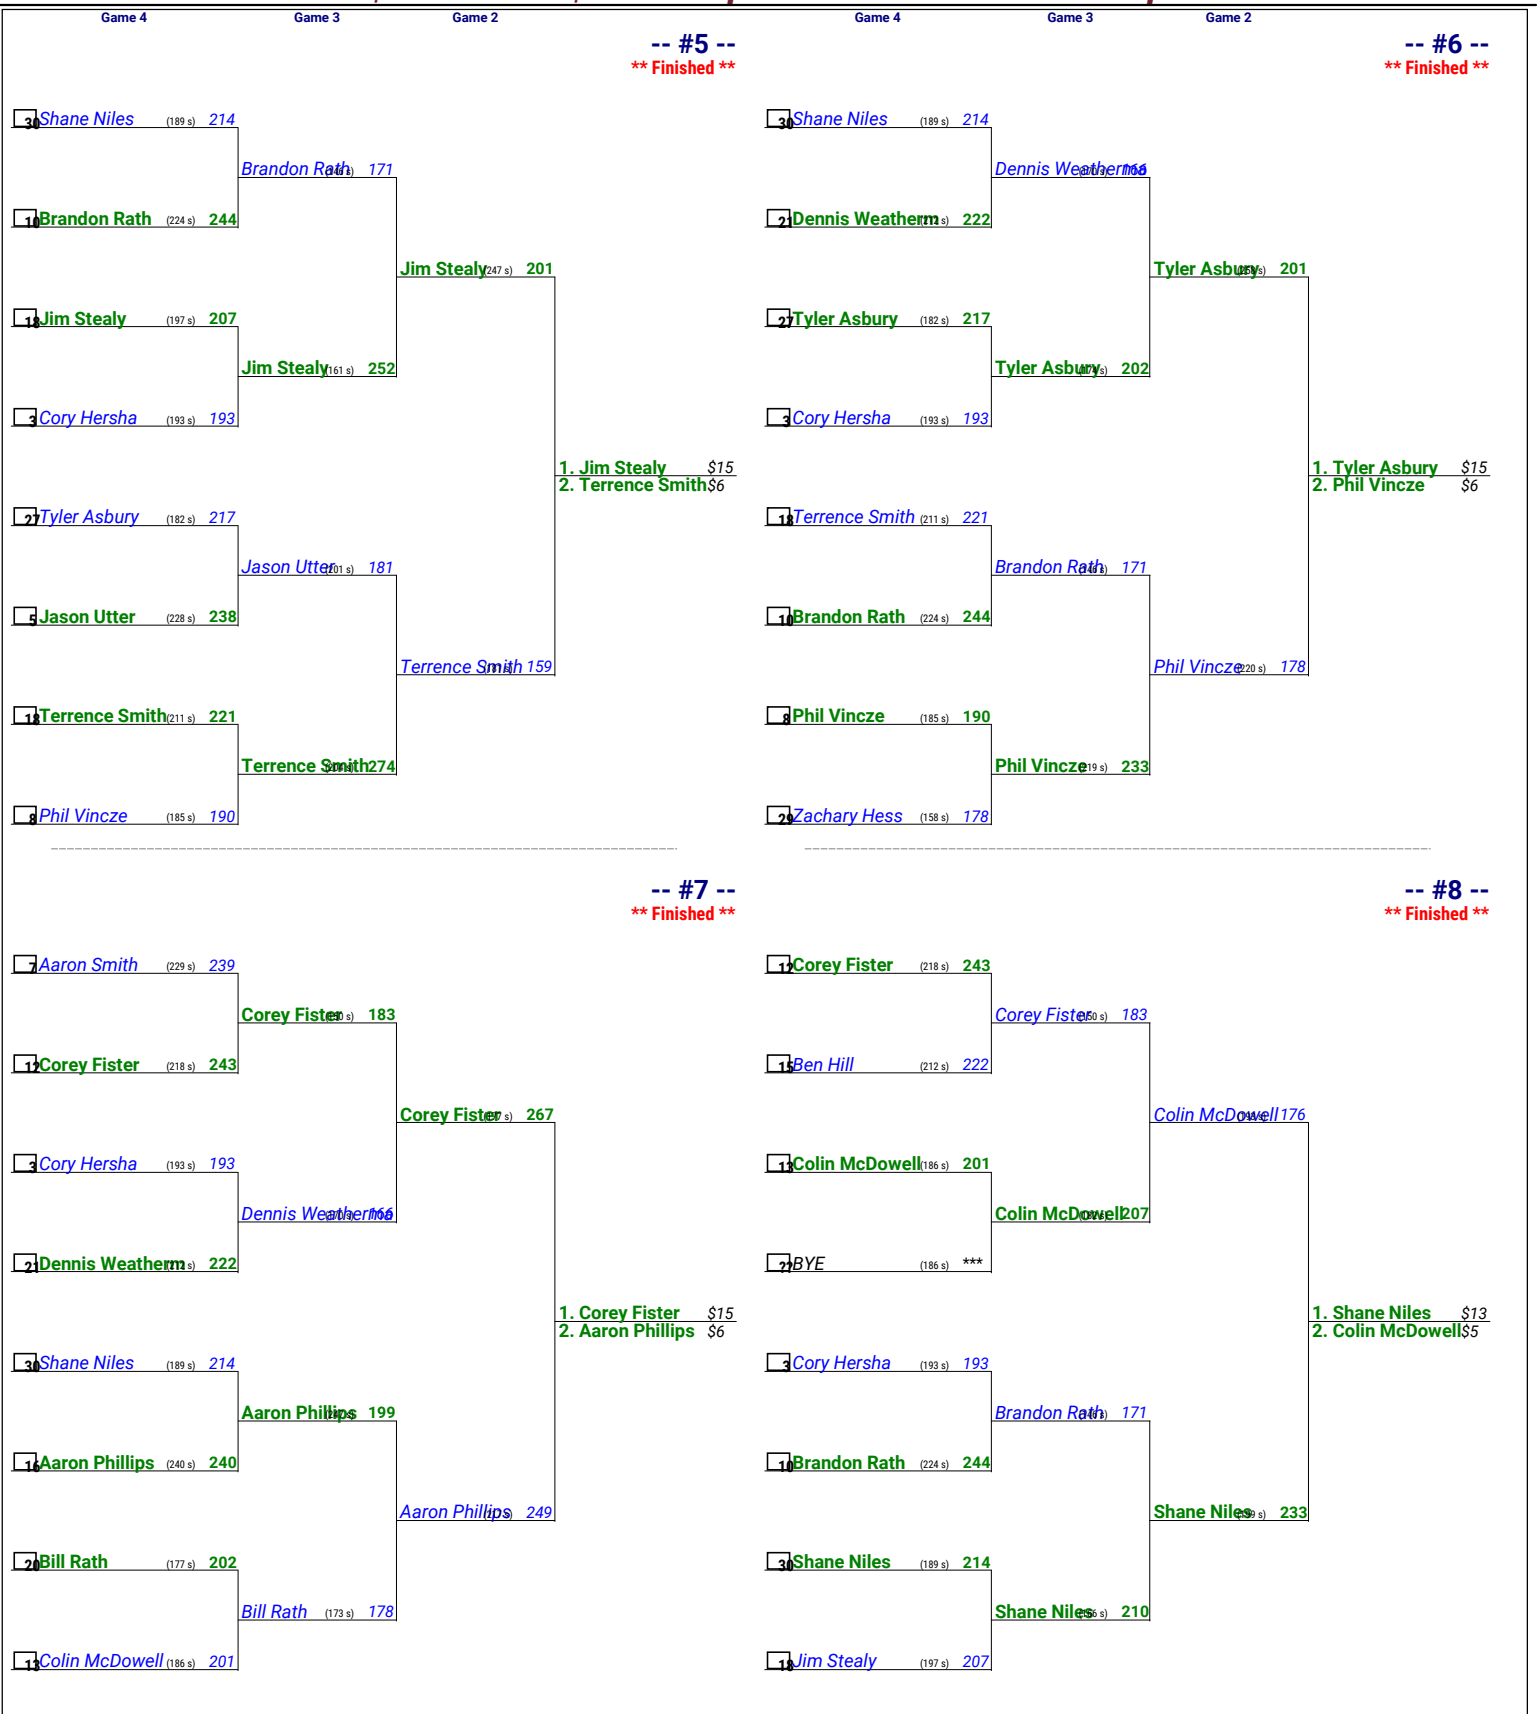 Game 4 Game 3 Game 2 Game 4 Game 3 Game 2
-- #5 --
** Finished **
30 Shane Niles (189 s) 214
Brandon Rath 171
10 Brandon Rath (224 s) 244
Jim Stealy (247 s) 201
18 Jim Stealy (197 s) 207
Jim Stealy (161 s) 252
3 Cory Hersha (193 s) 193
1. Jim Stealy $15
2. Terrence Smith $6
27 Tyler Asbury (182 s) 217
Jason Utter (201 s) 181
5 Jason Utter (228 s) 238
Terrence Smith 159
18 Terrence Smith (211 s) 221
Terrence Smith 274
8 Phil Vincze (185 s) 190
-- #6 --
** Finished **
30 Shane Niles (189 s) 214
Dennis Weatherma 166
21 Dennis Weatherm 222
Tyler Asbury 201
27 Tyler Asbury (182 s) 217
Tyler Asbury 202
3 Cory Hersha (193 s) 193
1. Tyler Asbury $15
2. Phil Vincze $6
18 Terrence Smith (211 s) 221
Brandon Rath 171
10 Brandon Rath (224 s) 244
Phil Vincze (220 s) 178
8 Phil Vincze (185 s) 190
Phil Vincze (219 s) 233
29 Zachary Hess (158 s) 178
-- #7 --
** Finished **
7 Aaron Smith (229 s) 239
Corey Fister 183
12 Corey Fister (218 s) 243
Corey Fister 267
3 Cory Hersha (193 s) 193
Dennis Weatherma 166
21 Dennis Weatherm 222
1. Corey Fister $15
2. Aaron Phillips $6
30 Shane Niles (189 s) 214
Aaron Phillips 199
16 Aaron Phillips (240 s) 240
Aaron Phillips 249
20 Bill Rath (177 s) 202
Bill Rath (173 s) 178
13 Colin McDowell (186 s) 201
-- #8 --
** Finished **
12 Corey Fister (218 s) 243
Corey Fister 183
15 Ben Hill (212 s) 222
Colin McDowell 176
13 Colin McDowell (186 s) 201
Colin McDowell 207
?? BYE (186 s) ***
1. Shane Niles $13
2. Colin McDowell $5
3 Cory Hersha (193 s) 193
Brandon Rath 171
10 Brandon Rath (224 s) 244
Shane Niles 233
30 Shane Niles (189 s) 214
Shane Niles 210
18 Jim Stealy (197 s) 207